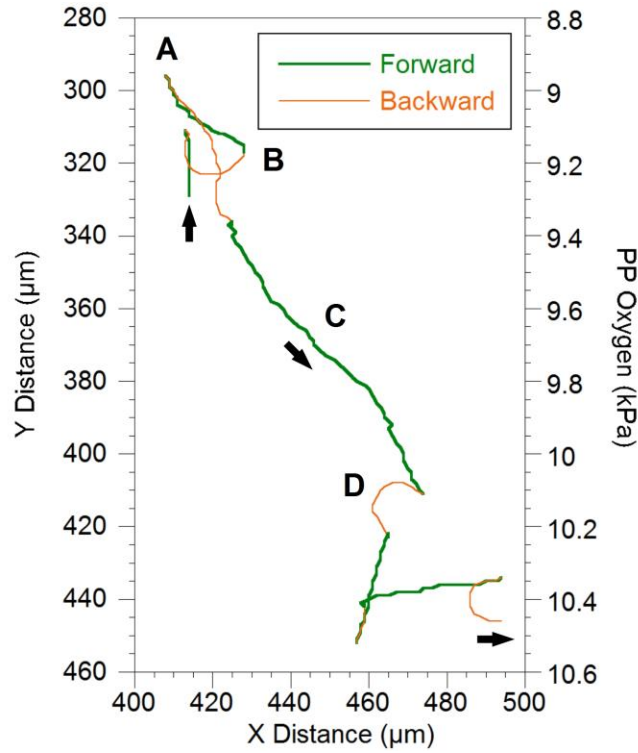 280
300
320
340
360
380
400
420
440
460
Y Distance (µm)
400
420
440
460
480
500
X Distance (µm)
8.8
9
9.2
9.4
9.6
9.8
10
10.2
10.4
10.6
PP Oxygen (kPa)
Forward
Backward
A
B
C
D